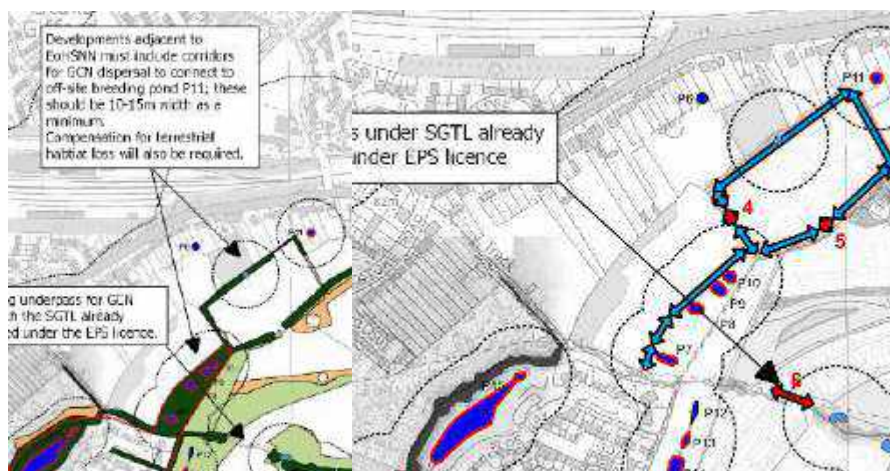 Developments adjacent to
EofHSNN must include corridors
for GCN dispersal to connect to
off-site breeding pond P11; these
should be 10-15m width as a
minimum.
Compensation for terrestrial
habtiat loss will also be required.
g underpass for GCN
h the SGTL already
ed under the EPS licence.
s under SGTL already
under EPS licence
P6
P11
4
5
P10
P9
P8
P7
6
P12
P13